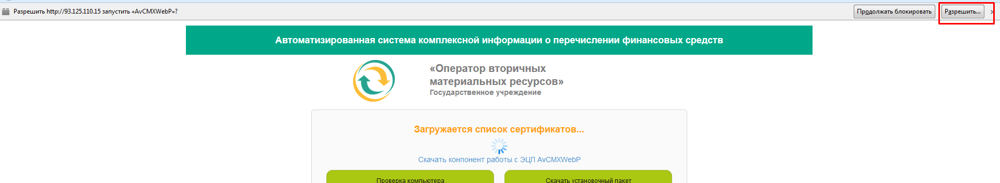 Разрешить http://93.125.110.15 запустить «AvCMXWebP»?
Продолжать блокировать
Разрешить...
Автоматизированная система комплексной информации о перечислении финансовых средств
«Оператор вторичных
материальных ресурсов»
Государственное учреждение
Загружается список сертификатов...
Скачать конпонент работы с ЭЦП AvCMXWebP
Проверка компьютера
Скачать установочный пакет